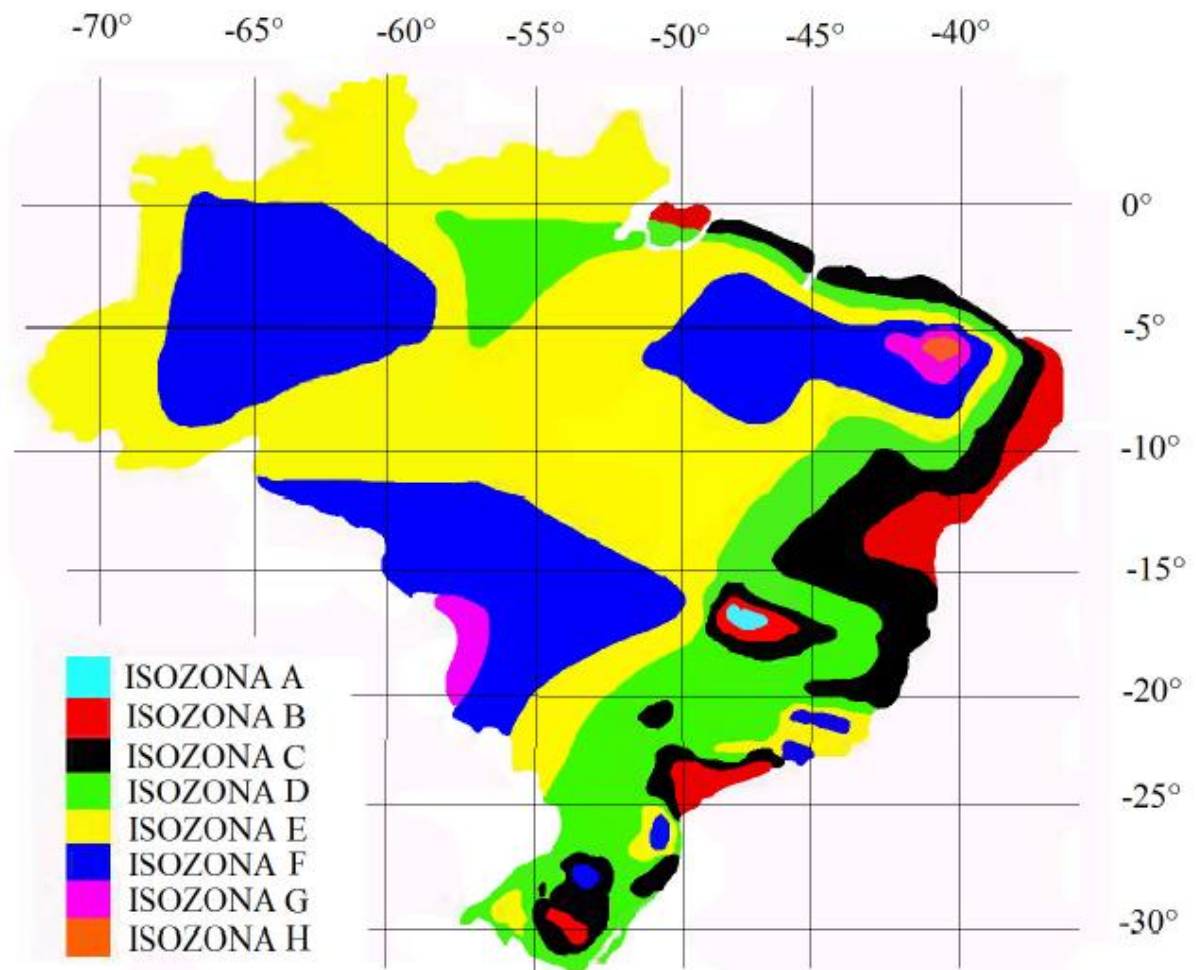 -70° -65° -60° -55° -50° -45° -40°
0°
-5°
-10°
-15°
-20°
-25°
-30°
ISOZONA A
ISOZONA B
ISOZONA C
ISOZONA D
ISOZONA E
ISOZONA F
ISOZONA G
ISOZONA H